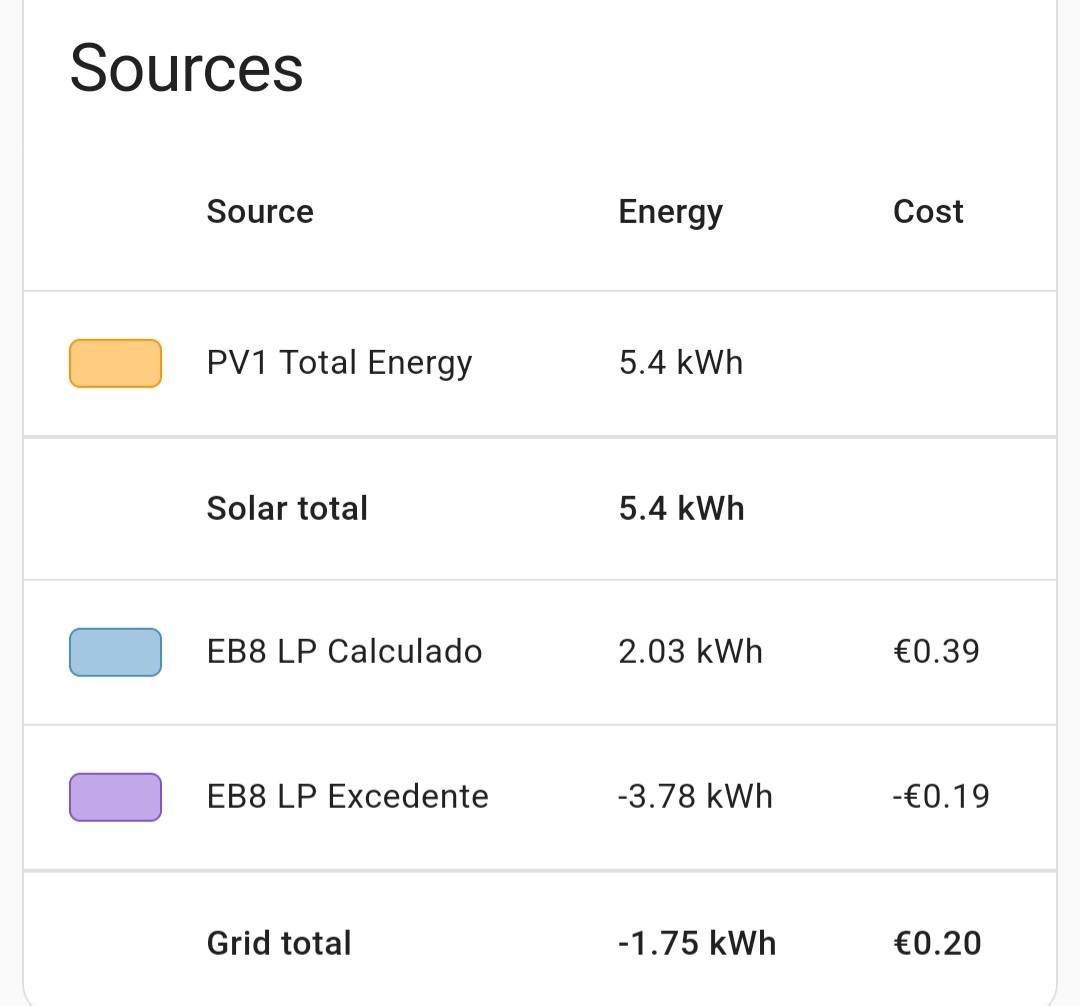 Sources
Source Energy Cost
PV1 Total Energy 5.4 kWh
Solar total 5.4 kWh
EB8 LP Calculado 2.03 kWh €0.39
EB8 LP Excedente -3.78 kWh -€0.19
Grid total -1.75 kWh €0.20